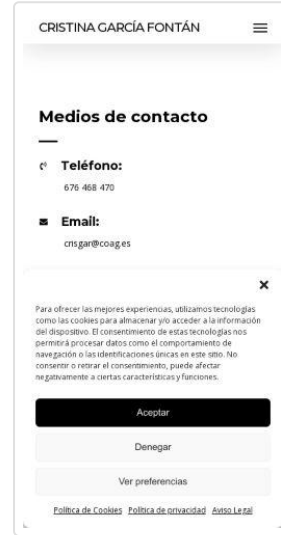 CRISTINA GARCÍA FONTÁN
Medios de contacto
Teléfono:
676 468 470
Email:
crisgar@coag.es
Para ofrecer las mejores experiencias, utilizamos tecnologías
como las cookies para almacenar y/o acceder a la información
del dispositivo. El consentimiento de estas tecnologías nos
permitirá procesar datos como el comportamiento de
navegación o las identificaciones únicas en este sitio. No
consentir o retirar el consentimiento, puede afectar
negativamente a ciertas características y funciones.
Aceptar
Denegar
Ver preferencias
Política de Cookies Política de privacidad Aviso Legal